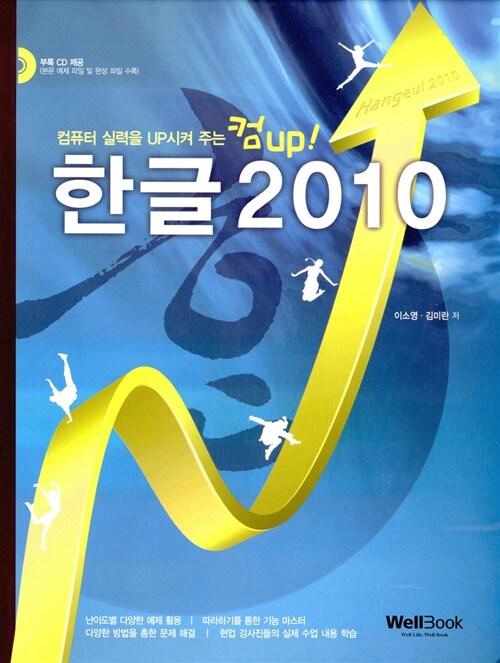 부록 CD 제공
(본문 예제 파일 및 완성 파일 수록)
Hangeul 2010
컴퓨터 실력을 UP시켜 주는 컴up!
한글 2010
한
이소영 · 김미란 저
난이도별 다양한 예제 활용 | 따라하기를 통한 기능 마스터
다양한 방법을 총한 문제 해결 | 현업 강사진들의 실제 수업 내용 학습
WellBook
Well Life, Well Book